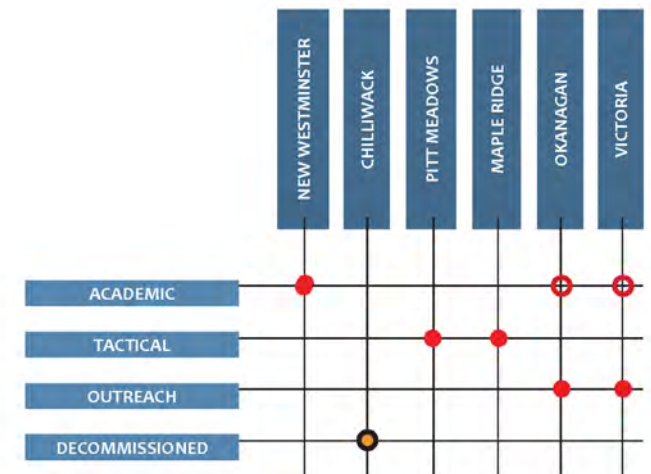 NEW WESTMINSTER
CHILLIWACK
PITT MEADOWS
MAPLE RIDGE
OKANAGAN
VICTORIA
ACADEMIC
TACTICAL
OUTREACH
DECOMMISSIONED